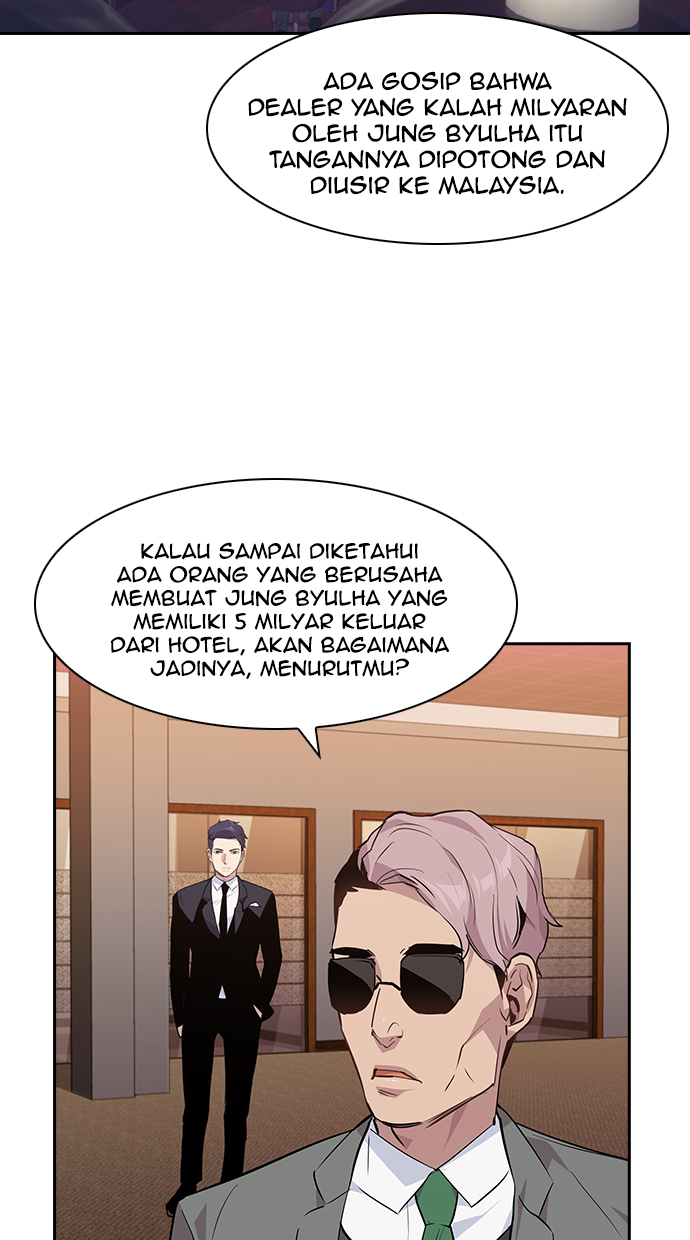 ADA GOSIP BAHWA
DEALER YANG KALAH MILYARAN
OLEH JUNG BYULHA ITU
TANGANNYA DIPOTONG DAN
DIUSIR KE MALAYSIA.
KALAU SAMPAI DIKETAHUI
ADA ORANG YANG BERUSAHA
MEMBUAT JUNG BYULHA YANG
MEMILIKI 5 MILYAR KELUAR
DARI HOTEL, AKAN BAGAIMANA
JADINYA, MENURUTMU?